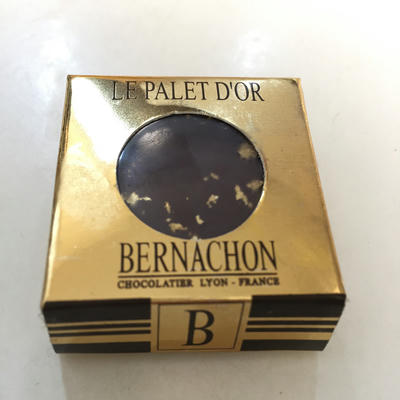 LE PALET D'OR
BERNACHON
CHOCOLATIER LYON - FRANCE
B